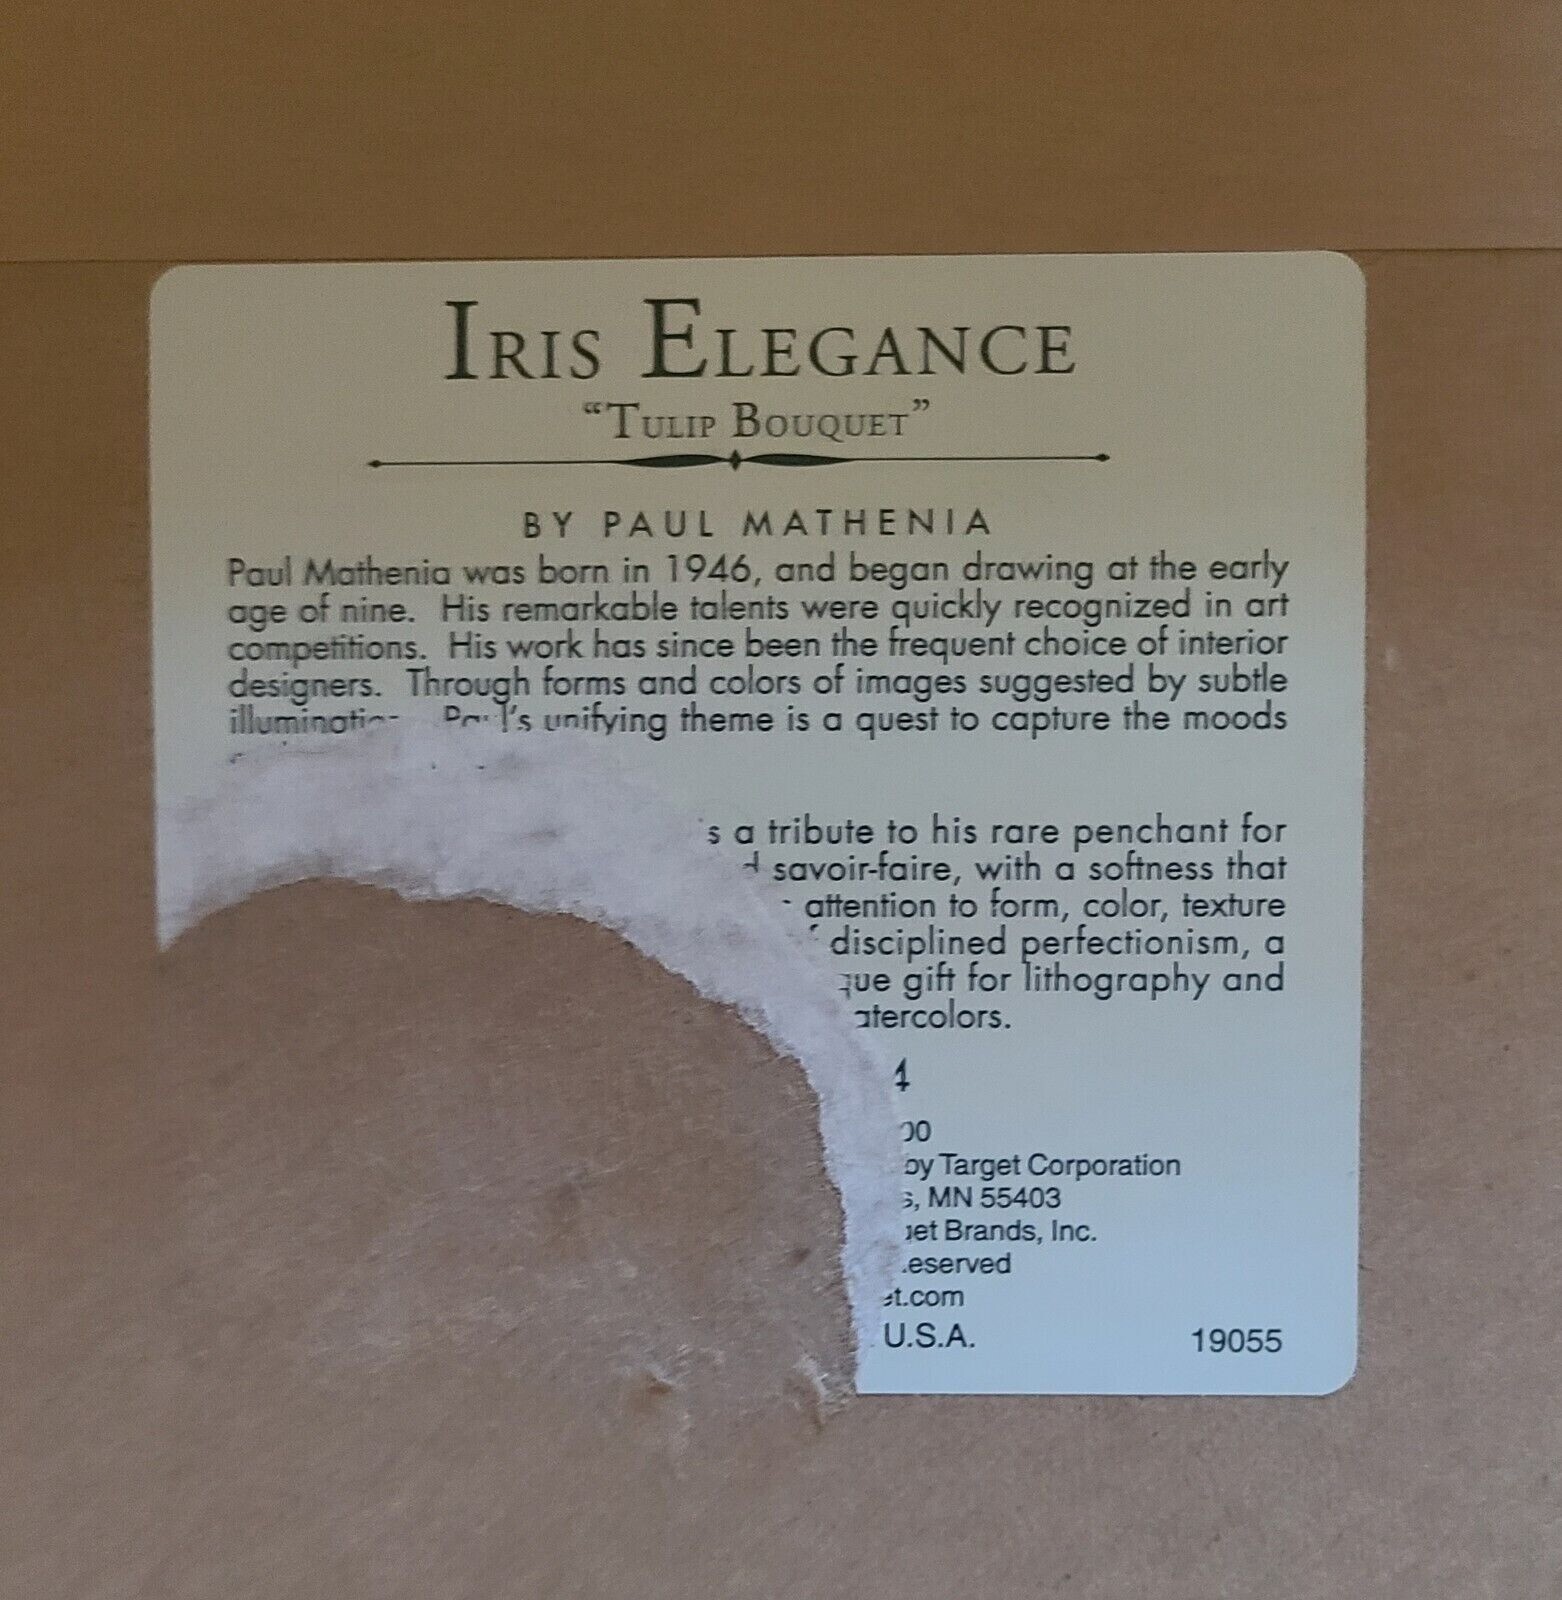 IRIS ELEGANCE
“TULIP BOUQUET”
BY PAUL MATHENIA
Paul Mathenia was born in 1946, and began drawing at the early
age of nine. His remarkable talents were quickly recognized in art
competitions. His work has since been the frequent choice of interior
designers. Through forms and colors of images suggested by subtle
Paul's unifying theme is a quest to capture the moods
a tribute to his rare penchant for
savoir-faire, with a softness that
attention to form, color, texture
disciplined perfectionism, a
gift for lithography and
4
by Target Corporation
MN 55403
Brands, Inc.
U.S.A. 19055